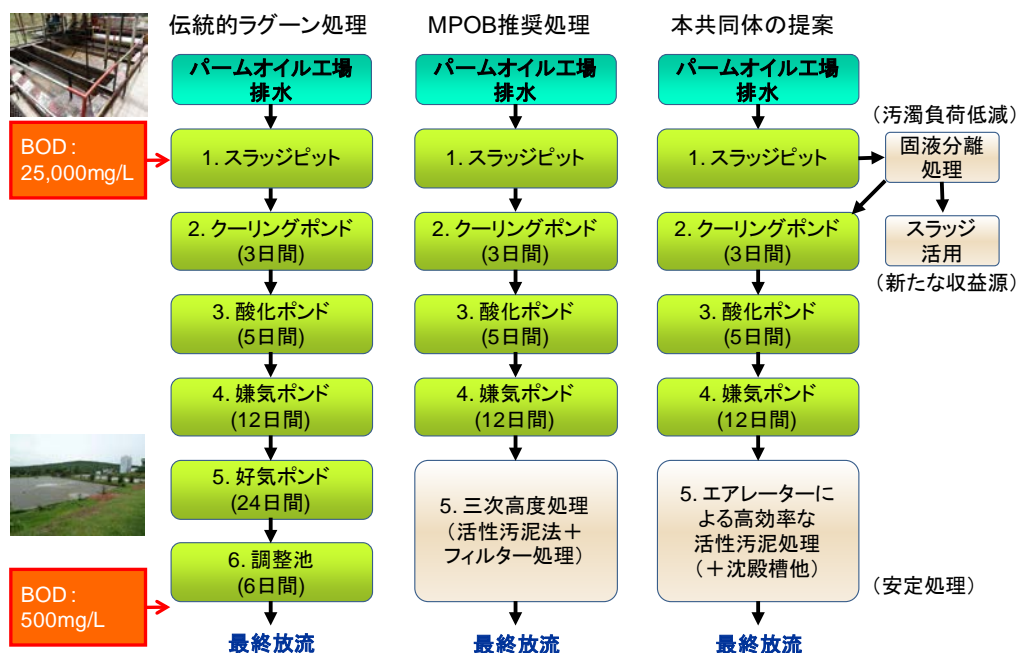 伝統的ラグーン処理
パームオイル工場
排水
BOD：
25,000mg/L
1. スラッジピット
2. クーリングポンド
(3日間)
3. 酸化ポンド
(5日間)
4. 嫌気ポンド
(12日間)
5. 好気ポンド
(24日間)
6. 調整池
(6日間)
BOD：
500mg/L
最終放流
MPOB推奨処理
パームオイル工場
排水
1. スラッジピット
2. クーリングポンド
(3日間)
3. 酸化ポンド
(5日間)
4. 嫌気ポンド
(12日間)
5. 三次高度処理
（活性汚泥法＋
フィルター処理）
最終放流
本共同体の提案
パームオイル工場
排水
（汚濁負荷低減）
1. スラッジピット
固液分離
処理
2. クーリングポンド
(3日間)
スラッジ
活用
（新たな収益源）
3. 酸化ポンド
(5日間)
4. 嫌気ポンド
(12日間)
5. エアレーターに
よる高効率な
活性汚泥処理
（＋沈殿槽他）
（安定処理）
最終放流